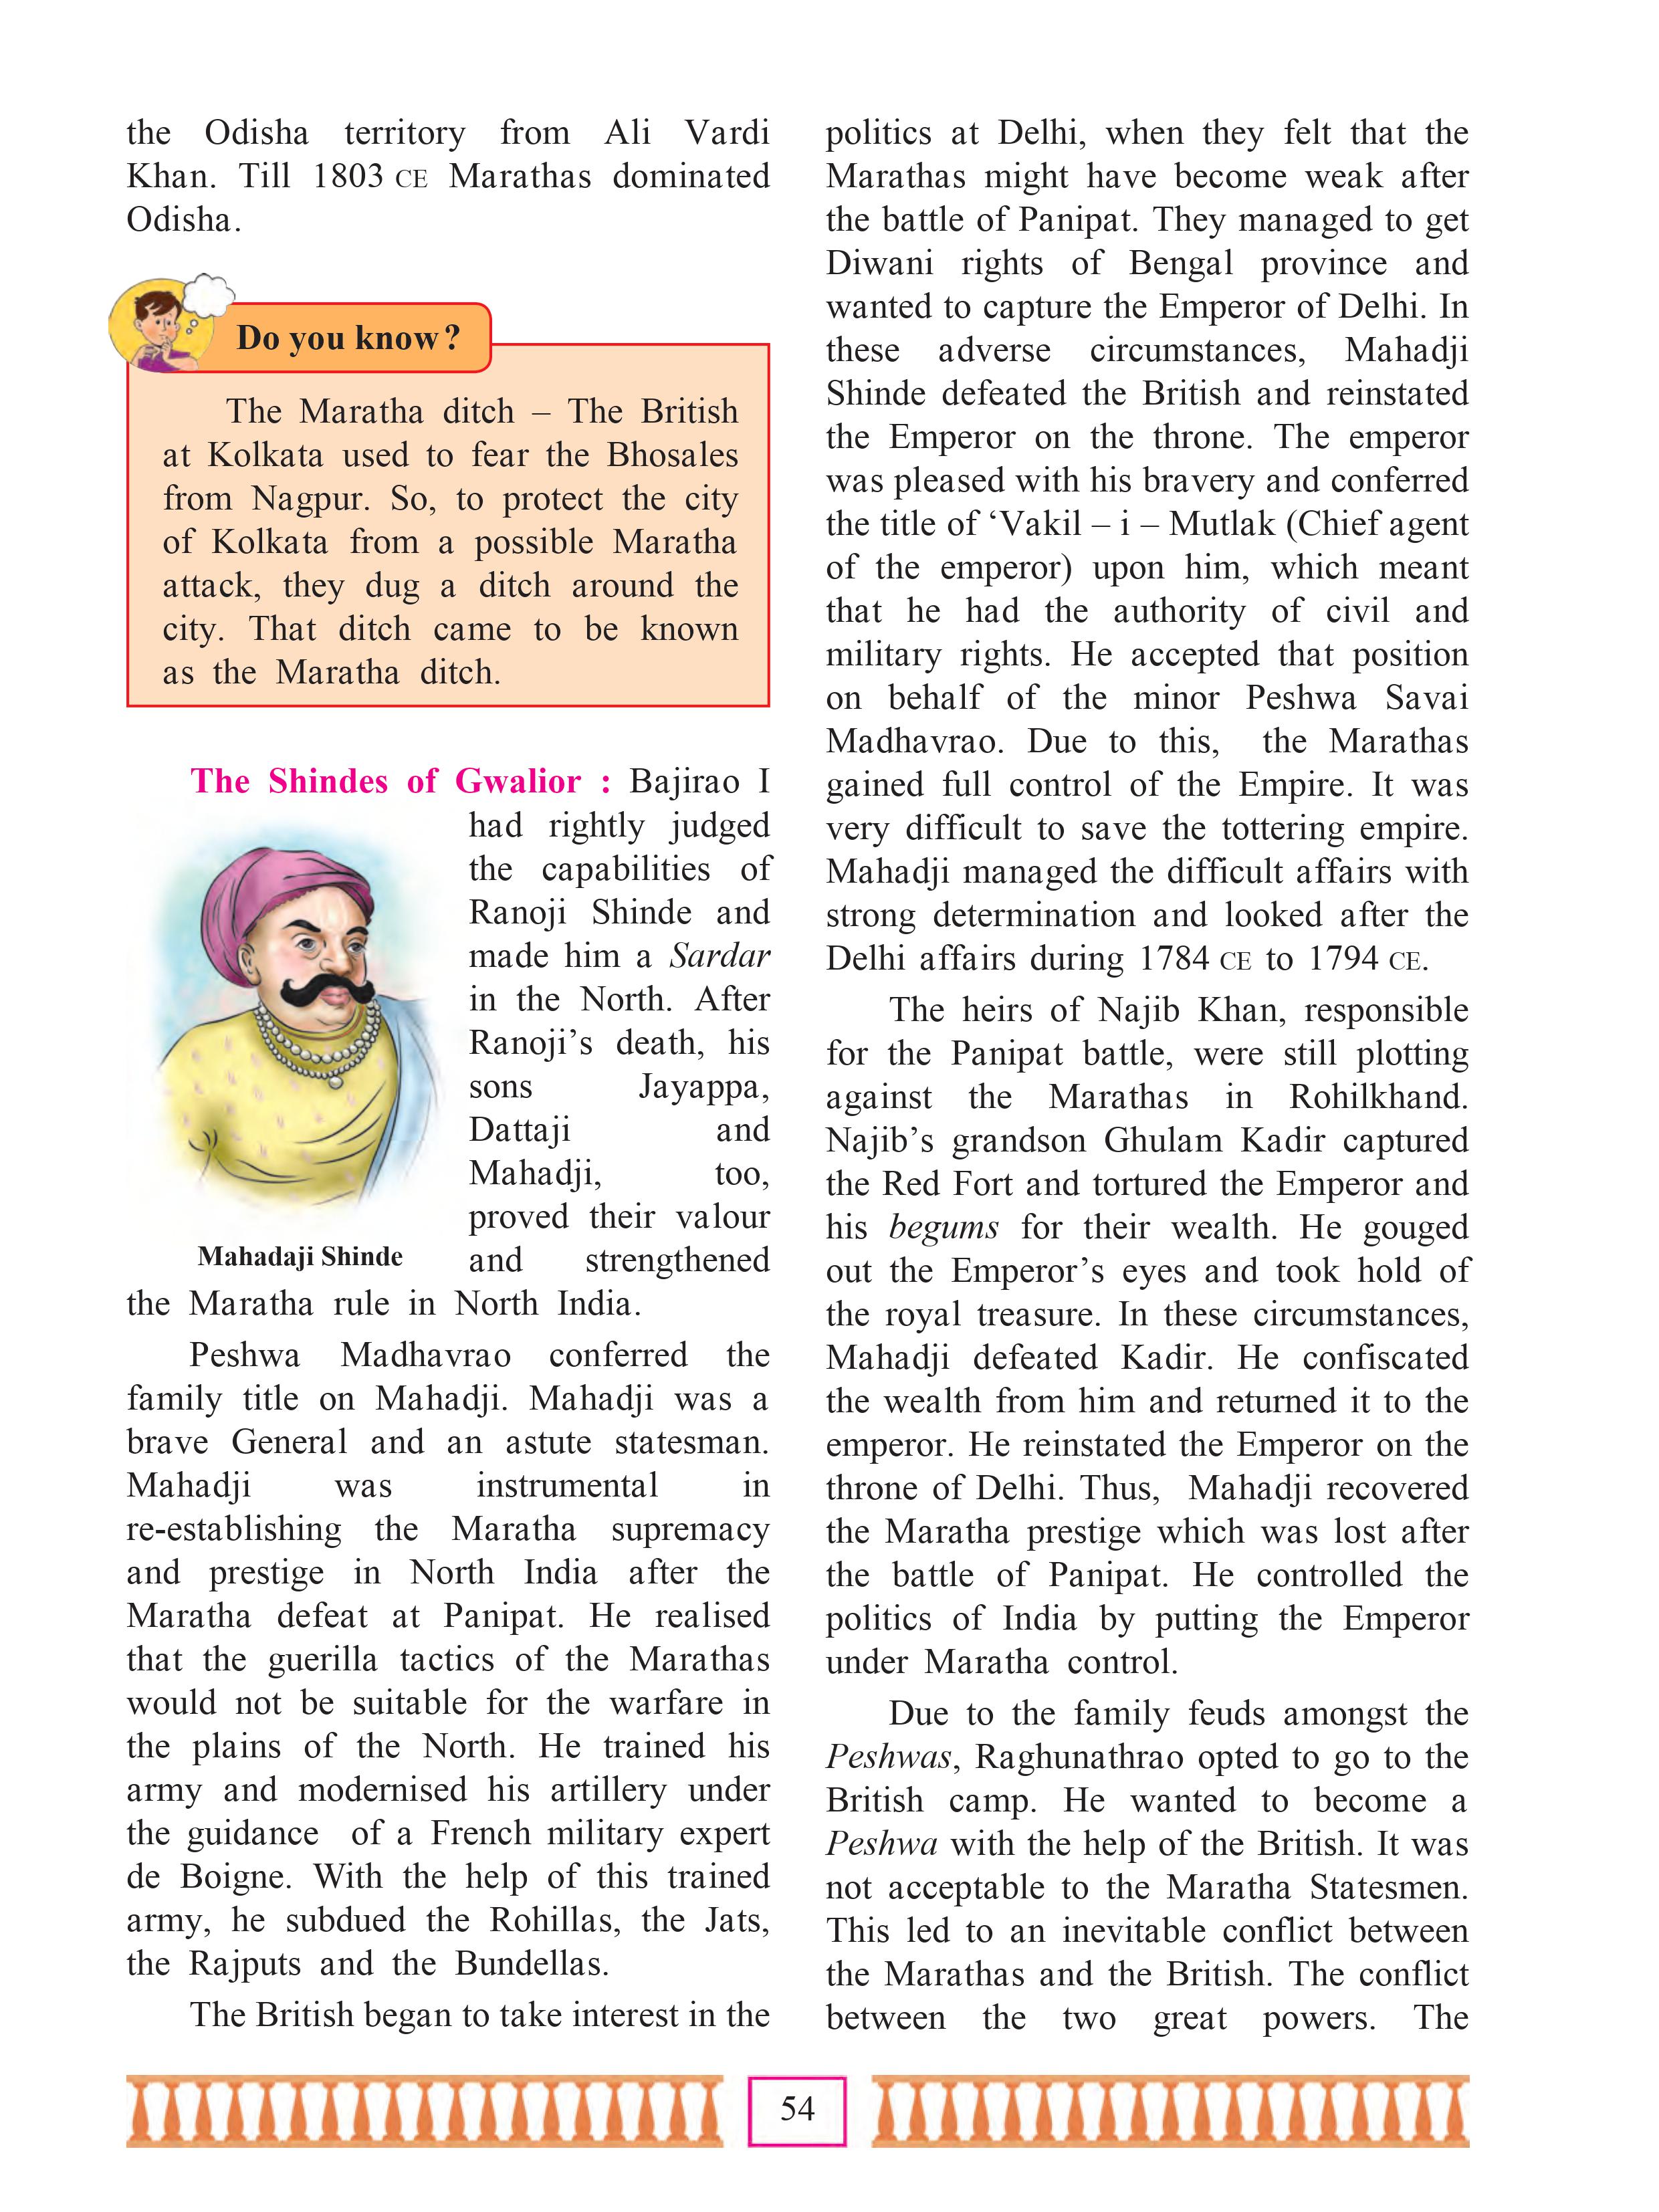 the Odisha territory from Ali Vardi
Khan. Till 1803 CE Marathas dominated
Odisha.
Do you know?
The Maratha ditch – The British
at Kolkata used to fear the Bhosales
from Nagpur. So, to protect the city
of Kolkata from a possible Maratha
attack, they dug a ditch around the
city. That ditch came to be known
as the Maratha ditch.
The Shindes of Gwalior : Bajirao I
had rightly judged
the capabilities of
Ranoji Shinde and
made him a Sardar
in the North. After
Ranoji’s death, his
sons Jayappa,
Dattaji and
Mahadji, too,
proved their valour
and strengthened
Mahadaji Shinde
the Maratha rule in North India.
Peshwa Madhavrao conferred the
family title on Mahadji. Mahadji was a
brave General and an astute statesman.
Mahadji was instrumental in
re-establishing the Maratha supremacy
and prestige in North India after the
Maratha defeat at Panipat. He realised
that the guerilla tactics of the Marathas
would not be suitable for the warfare in
the plains of the North. He trained his
army and modernised his artillery under
the guidance of a French military expert
de Boigne. With the help of this trained
army, he subdued the Rohillas, the Jats,
the Rajputs and the Bundellas.
The British began to take interest in the
politics at Delhi, when they felt that the
Marathas might have become weak after
the battle of Panipat. They managed to get
Diwani rights of Bengal province and
wanted to capture the Emperor of Delhi. In
these adverse circumstances, Mahadji
Shinde defeated the British and reinstated
the Emperor on the throne. The emperor
was pleased with his bravery and conferred
the title of ‘Vakil – i – Mutlak (Chief agent
of the emperor) upon him, which meant
that he had the authority of civil and
military rights. He accepted that position
on behalf of the minor Peshwa Savai
Madhavrao. Due to this, the Marathas
gained full control of the Empire. It was
very difficult to save the tottering empire.
Mahadji managed the difficult affairs with
strong determination and looked after the
Delhi affairs during 1784 CE to 1794 CE.
The heirs of Najib Khan, responsible
for the Panipat battle, were still plotting
against the Marathas in Rohilkhand.
Najib’s grandson Ghulam Kadir captured
the Red Fort and tortured the Emperor and
his begums for their wealth. He gouged
out the Emperor’s eyes and took hold of
the royal treasure. In these circumstances,
Mahadji defeated Kadir. He confiscated
the wealth from him and returned it to the
emperor. He reinstated the Emperor on the
throne of Delhi. Thus, Mahadji recovered
the Maratha prestige which was lost after
the battle of Panipat. He controlled the
politics of India by putting the Emperor
under Maratha control.
Due to the family feuds amongst the
Peshwas, Raghunathrao opted to go to the
British camp. He wanted to become a
Peshwa with the help of the British. It was
not acceptable to the Maratha Statesmen.
This led to an inevitable conflict between
the Marathas and the British. The conflict
between the two great powers. The
54